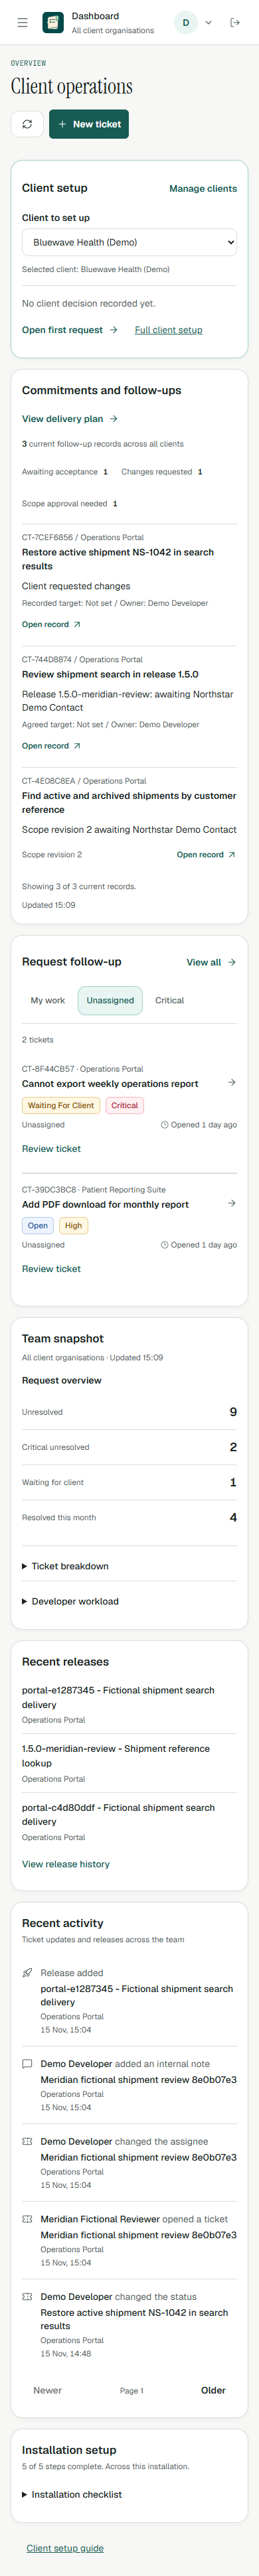 Dashboard
All client organisations
D
OVERVIEW
Client operations
New ticket
Client setup
Manage clients
Client to set up
Bluewave Health (Demo)
Selected client: Bluewave Health (Demo)
No client decision recorded yet.
Open first request
Full client setup
Commitments and follow-ups
View delivery plan
3 current follow-up records across all clients
Awaiting acceptance 1 Changes requested 1
Scope approval needed 1
CT-7CEF6856 / Operations Portal
Restore active shipment NS-1042 in search
results
Client requested changes
Recorded target: Not set / Owner: Demo Developer
Open record
CT-744D8874 / Operations Portal
Review shipment search in release 1.5.0
Release 1.5.0-meridian-review: awaiting Northstar
Demo Contact
Agreed target: Not set / Owner: Demo Developer
Open record
CT-4E08C8EA / Operations Portal
Find active and archived shipments by customer
reference
Scope revision 2 awaiting Northstar Demo Contact
Scope revision 2
Open record
Showing 3 of 3 current records.
Updated 15:09
Request follow-up
View all
My work
Unassigned
Critical
2 tickets
CT-8F44CB57 · Operations Portal
Cannot export weekly operations report
Waiting For Client
Critical
Unassigned
Opened 1 day ago
Review ticket
CT-39DC3BC8 · Patient Reporting Suite
Add PDF download for monthly report
Open
High
Unassigned
Opened 1 day ago
Review ticket
Team snapshot
All client organisations · Updated 15:09
Request overview
Unresolved 9
Critical unresolved 2
Waiting for client 1
Resolved this month 4
Ticket breakdown
Developer workload
Recent releases
portal-e1287345 - Fictional shipment search
delivery
Operations Portal
1.5.0-meridian-review - Shipment reference
lookup
Operations Portal
portal-c4d80ddf - Fictional shipment search
delivery
Operations Portal
View release history
Recent activity
Ticket updates and releases across the team
Release added
portal-e1287345 - Fictional shipment search
delivery
Operations Portal
15 Nov, 15:04
Demo Developer added an internal note
Meridian fictional shipment review 8e0b07e3
Operations Portal
15 Nov, 15:04
Demo Developer changed the assignee
Meridian fictional shipment review 8e0b07e3
Operations Portal
15 Nov, 15:04
Meridian Fictional Reviewer opened a ticket
Meridian fictional shipment review 8e0b07e3
Operations Portal
15 Nov, 15:04
Demo Developer changed the status
Restore active shipment NS-1042 in search
results
Operations Portal
15 Nov, 14:48
Newer
Page 1
Older
Installation setup
5 of 5 steps complete. Across this installation.
Installation checklist
Client setup guide